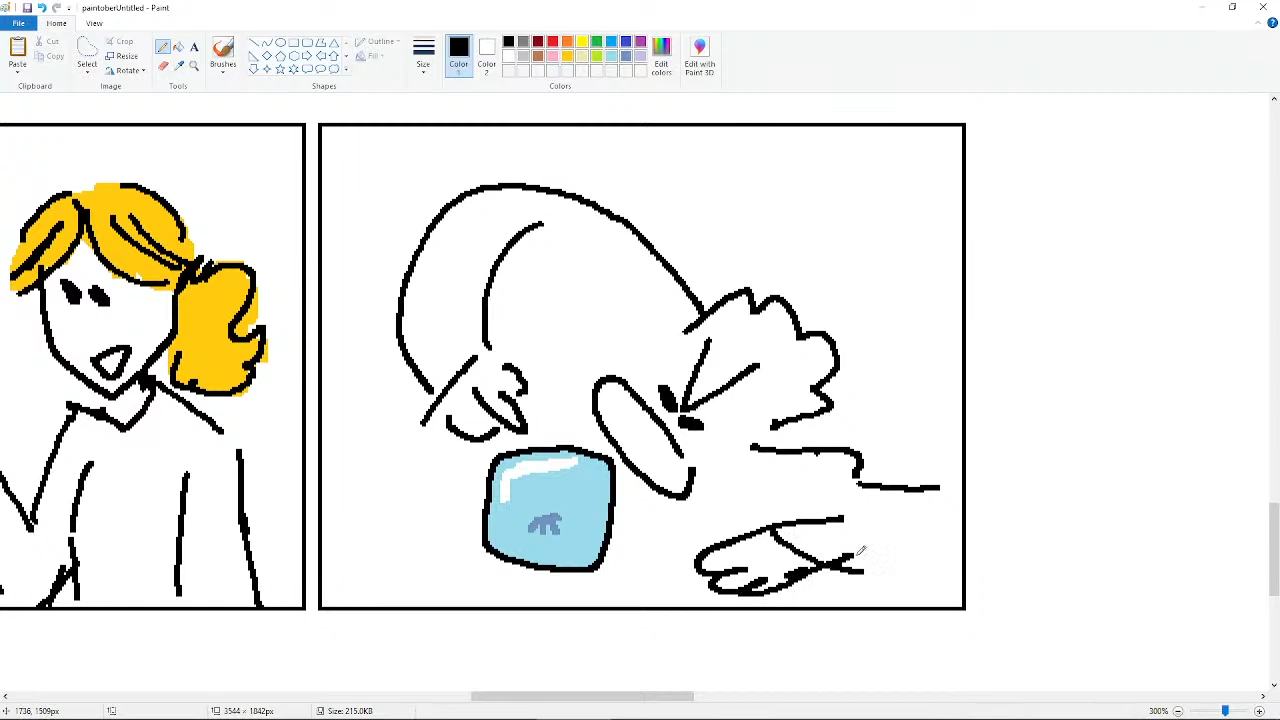 paintoberUntitled - Paint
File Home View
Paste
Cut
Copy
Clipboard
Select
Crop
Resize
Rotate
Image
A
Tools
Brushes
Outline
Fill
Shapes
Size
Color 1
Color 2
Edit colors
Colors
Edit with Paint 3D
1736, 1509px
3544 × 1842px
Size: 215.0KB
300%